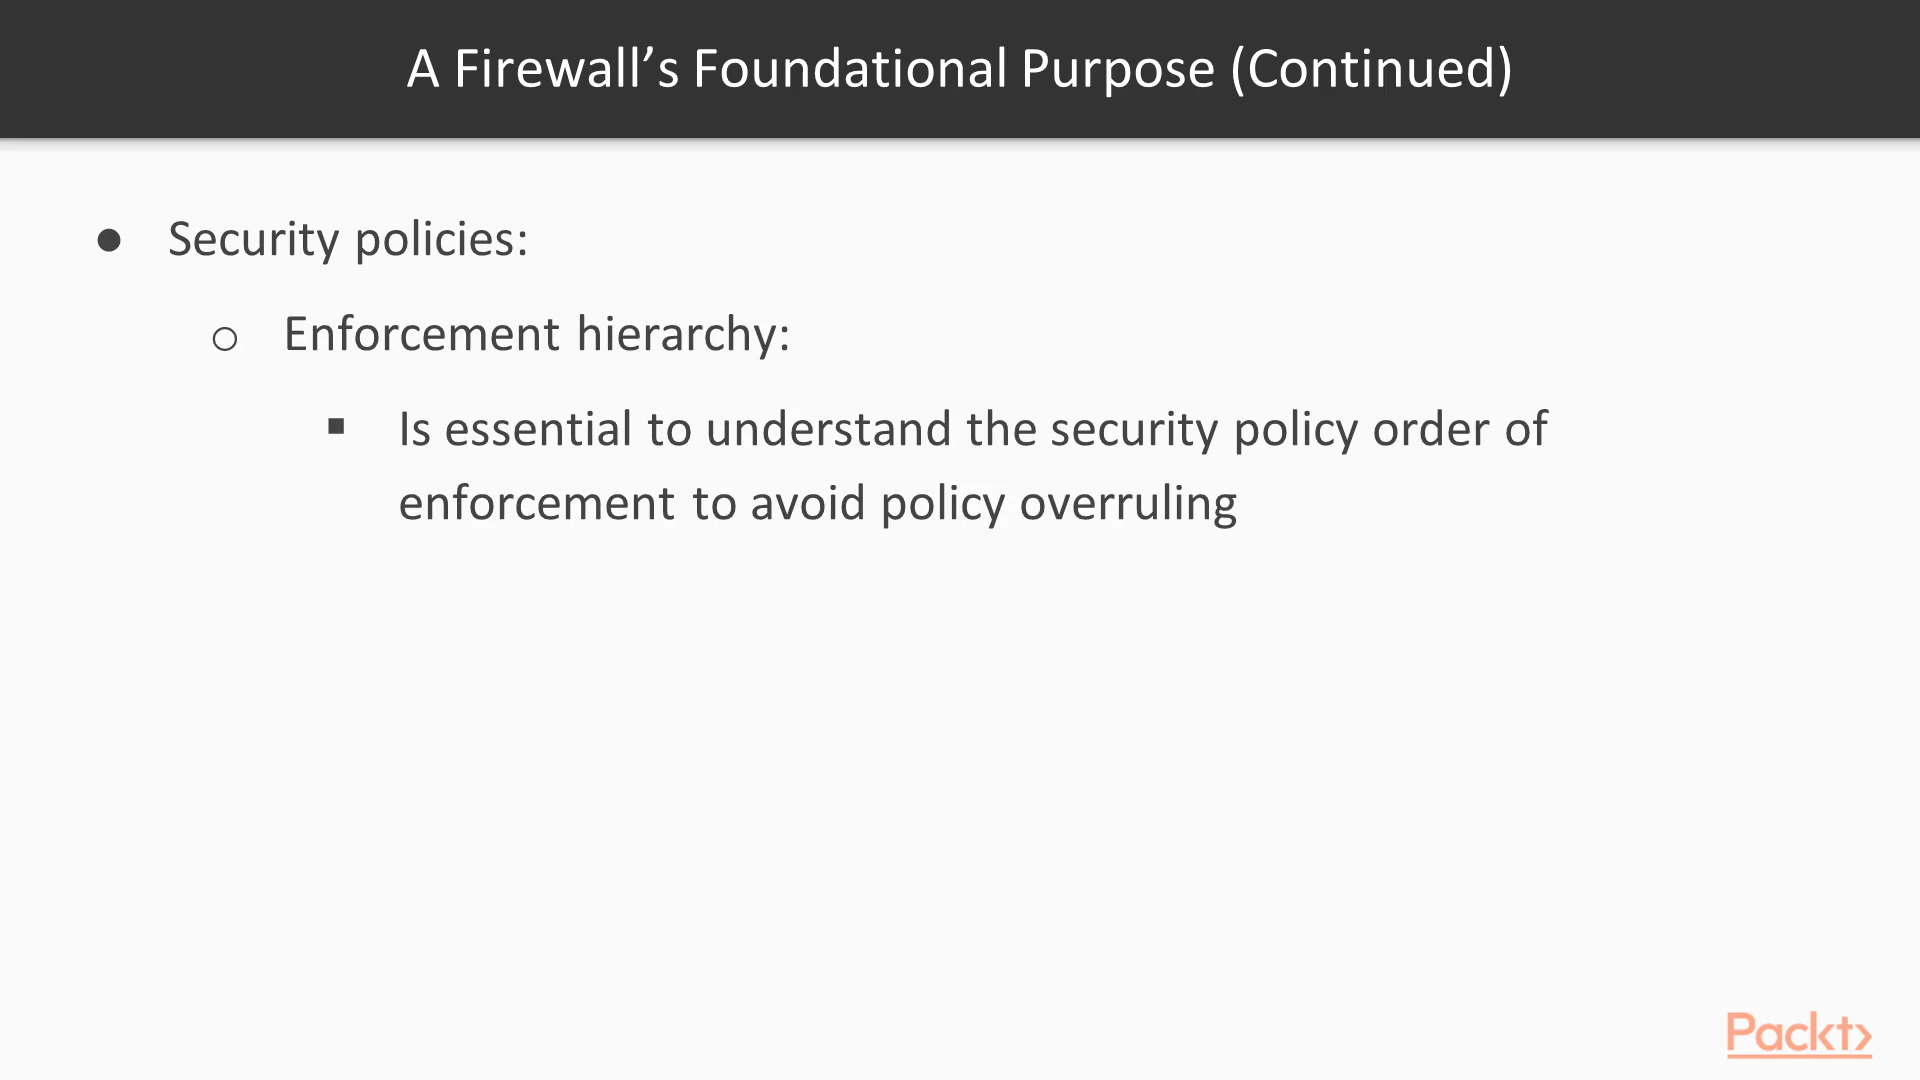 A Firewall’s Foundational Purpose (Continued)
● Security policies:
○ Enforcement hierarchy:
▪ Is essential to understand the security policy order of
enforcement to avoid policy overruling
Packt>